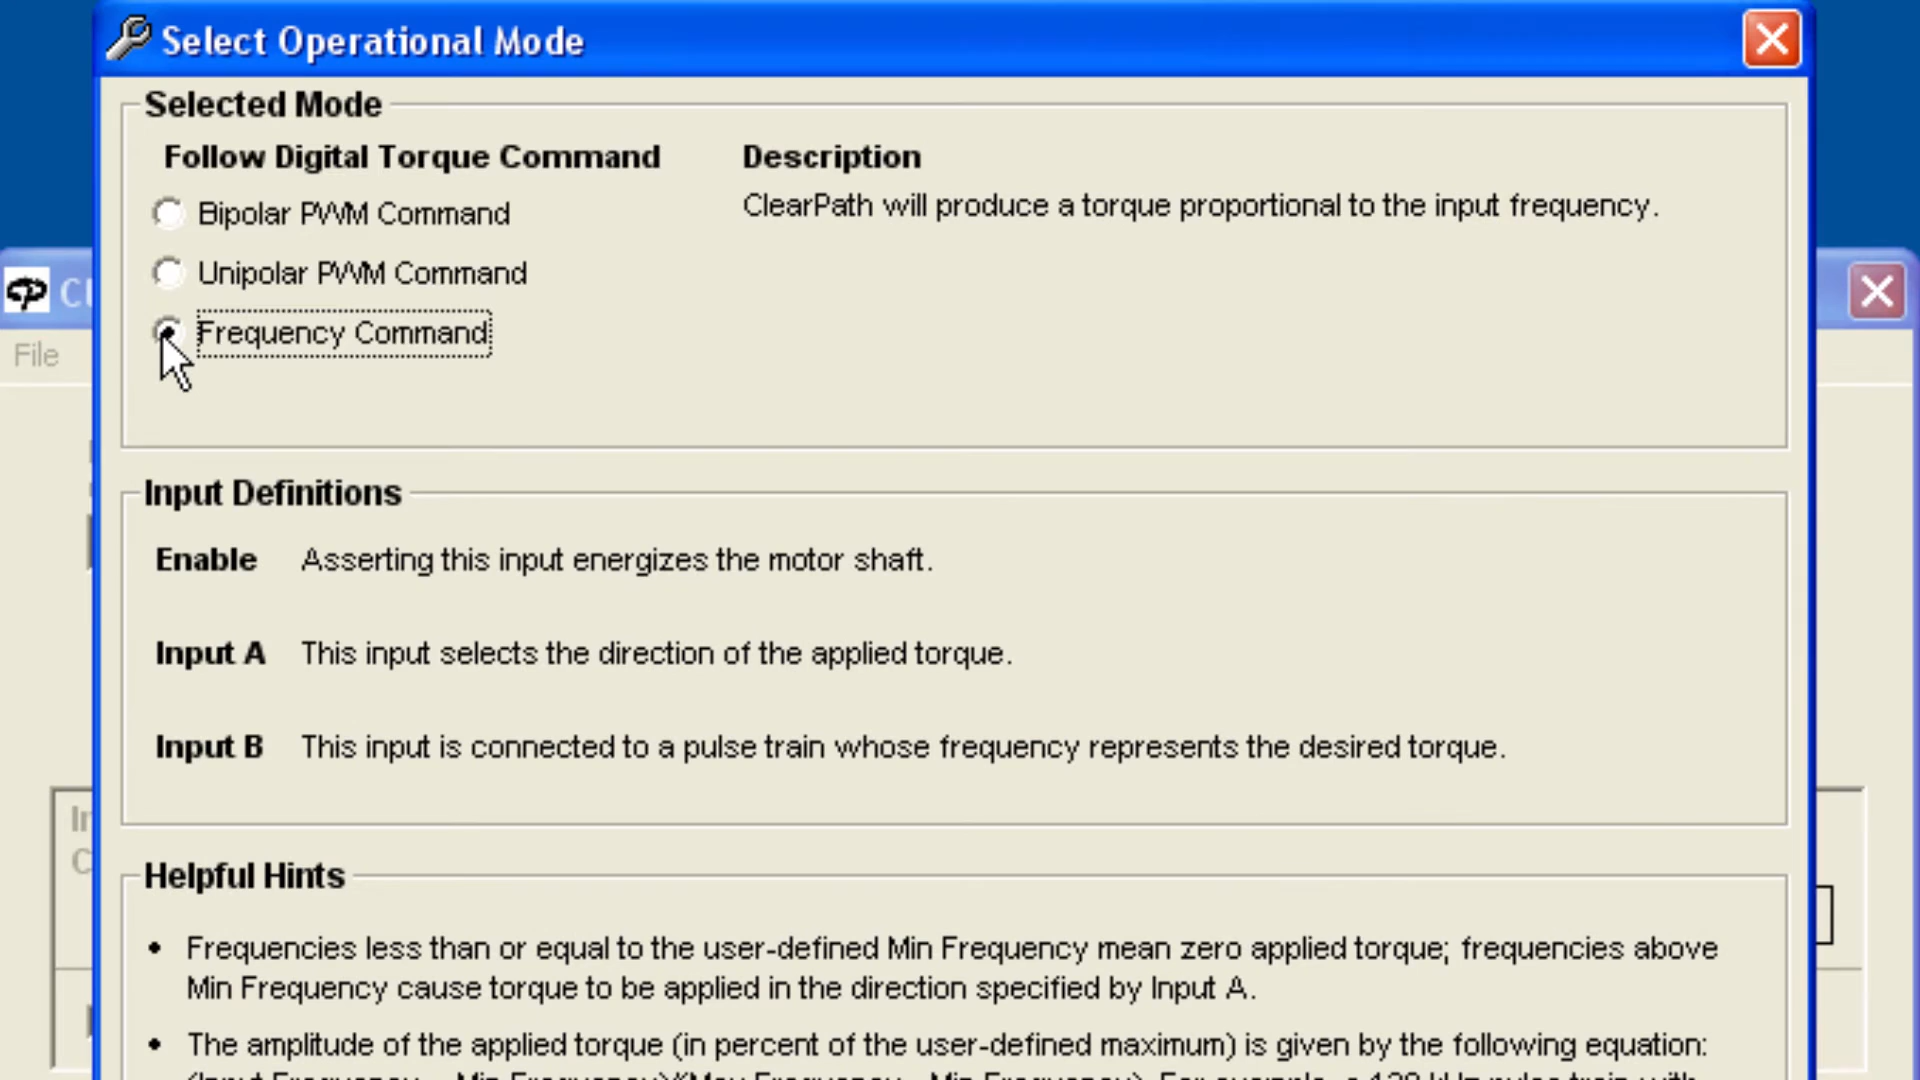 Select Operational Mode
Selected Mode
Follow Digital Torque Command
Description
Bipolar PWM Command
ClearPath will produce a torque proportional to the input frequency.
Unipolar PWM Command
Frequency Command
File
Input Definitions
Enable Asserting this input energizes the motor shaft.
Input A This input selects the direction of the applied torque.
Input B This input is connected to a pulse train whose frequency represents the desired torque.
Helpful Hints
• Frequencies less than or equal to the user-defined Min Frequency mean zero applied torque; frequencies above
Min Frequency cause torque to be applied in the direction specified by Input A.
• The amplitude of the applied torque (in percent of the user-defined maximum) is given by the following equation: